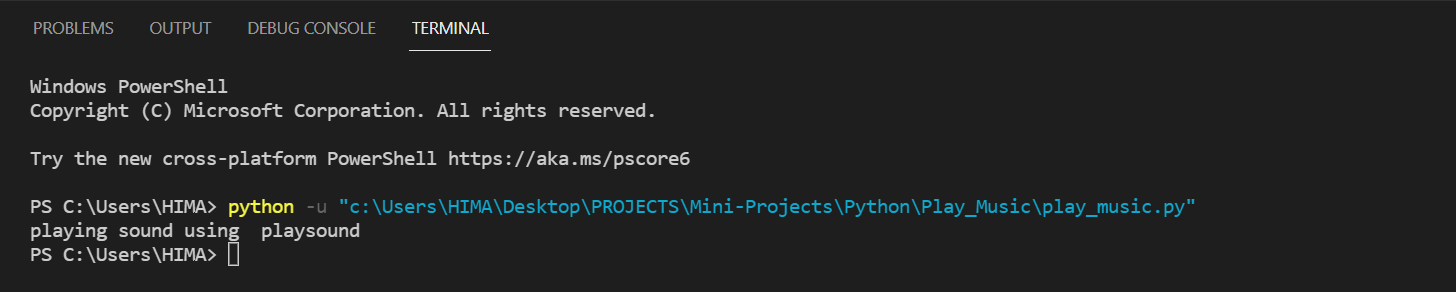 PROBLEMS OUTPUT DEBUG CONSOLE TERMINAL
Windows PowerShell
Copyright (C) Microsoft Corporation. All rights reserved.
Try the new cross-platform PowerShell https://aka.ms/pscore6
PS C:\Users\HIMA> python -u "c:\Users\HIMA\Desktop\PROJECTS\Mini-Projects\Python\Play_Music\play_music.py"
playing sound using  playsound
PS C:\Users\HIMA>